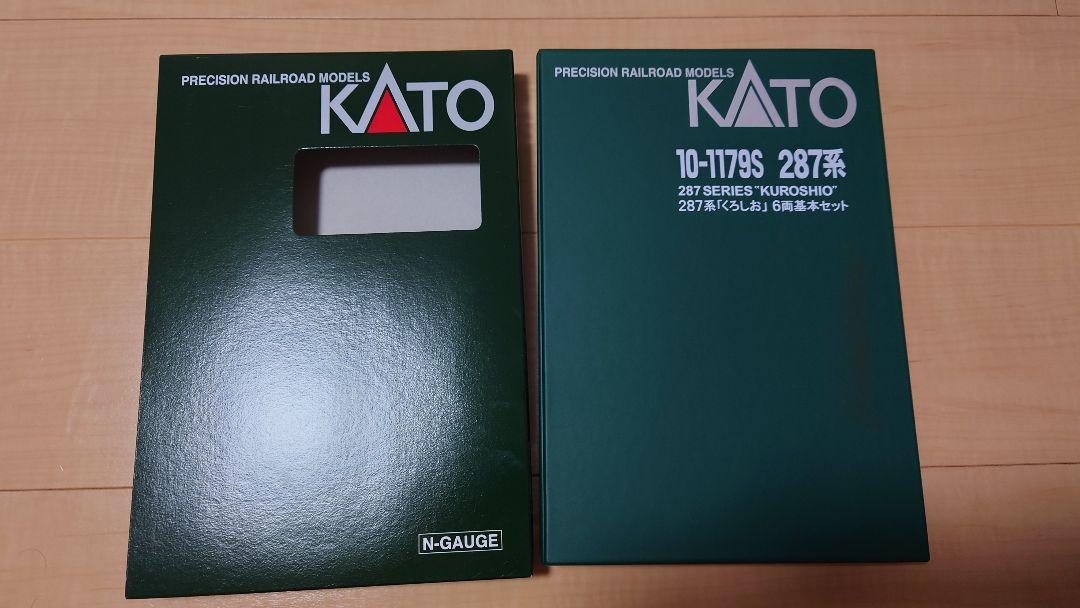 PRECISION RAILROAD MODELS
KATO
N-GAUGE
PRECISION RAILROAD MODELS
KATO
10-1179S 287系
287 SERIES "KUROSHIO"
287系「くろしお」 6両基本セット